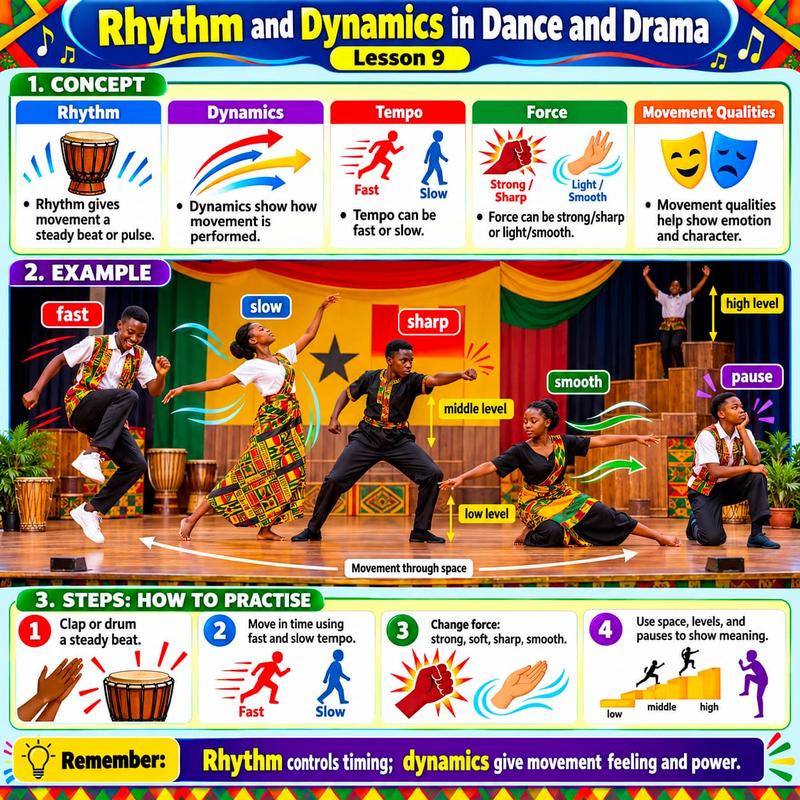 Rhythm and Dynamics in Dance and Drama
Lesson 9
1. CONCEPT
Rhythm
• Rhythm gives
movement a
steady beat or pulse.
Dynamics
• Dynamics show how
movement is
performed.
Tempo
Fast
Slow
• Tempo can be
fast or slow.
Force
Strong /
Sharp
Light /
Smooth
• Force can be strong/sharp
or light/smooth.
Movement Qualities
• Movement qualities
help show emotion
and character.
2. EXAMPLE
fast
slow
sharp
smooth
pause
high level
middle level
low level
Movement through space
3. STEPS: HOW TO PRACTISE
1
Clap or drum
a steady beat.
2
Move in time using
fast and slow tempo.
Fast
Slow
3
Change force:
strong, soft, sharp, smooth.
4
Use space, levels, and
pauses to show meaning.
low
middle
high
Remember:
Rhythm controls timing; dynamics give movement feeling and power.